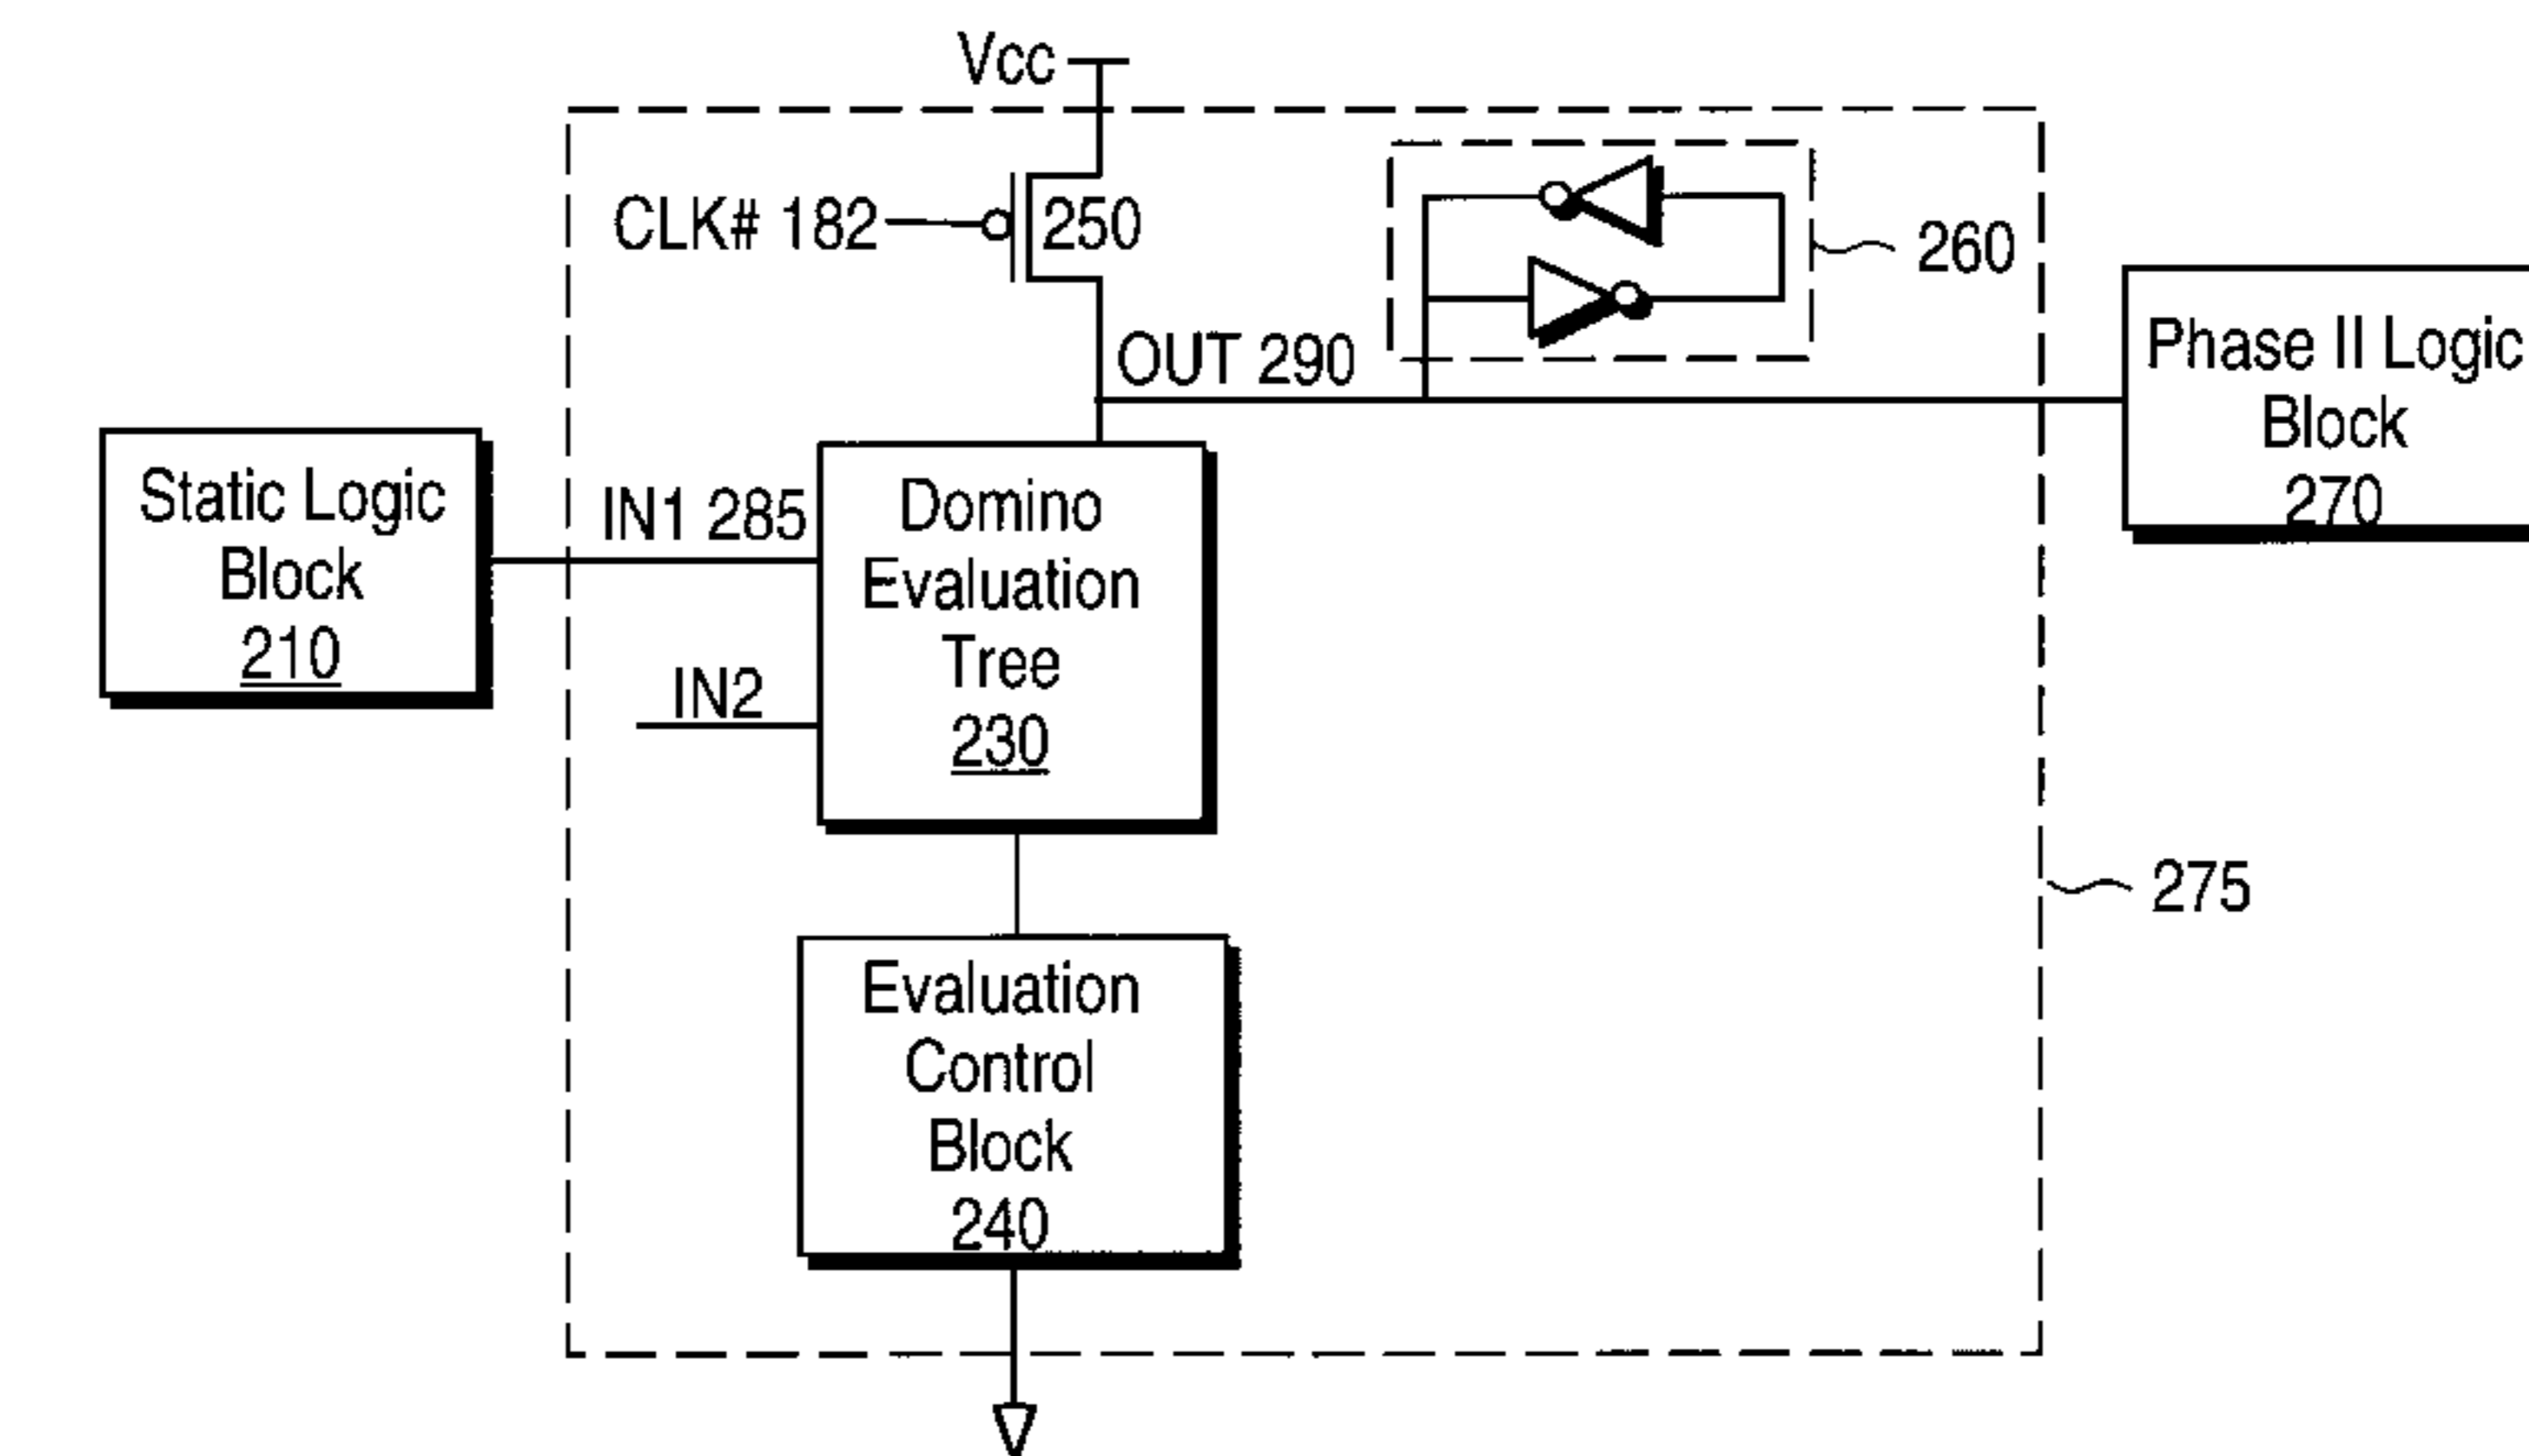 Vcc
CLK# 182
250
260
OUT 290
Phase II Logic
Block
270
Static Logic
Block
210
IN1 285
IN2
Domino
Evaluation
Tree
230
275
Evaluation
Control
Block
240